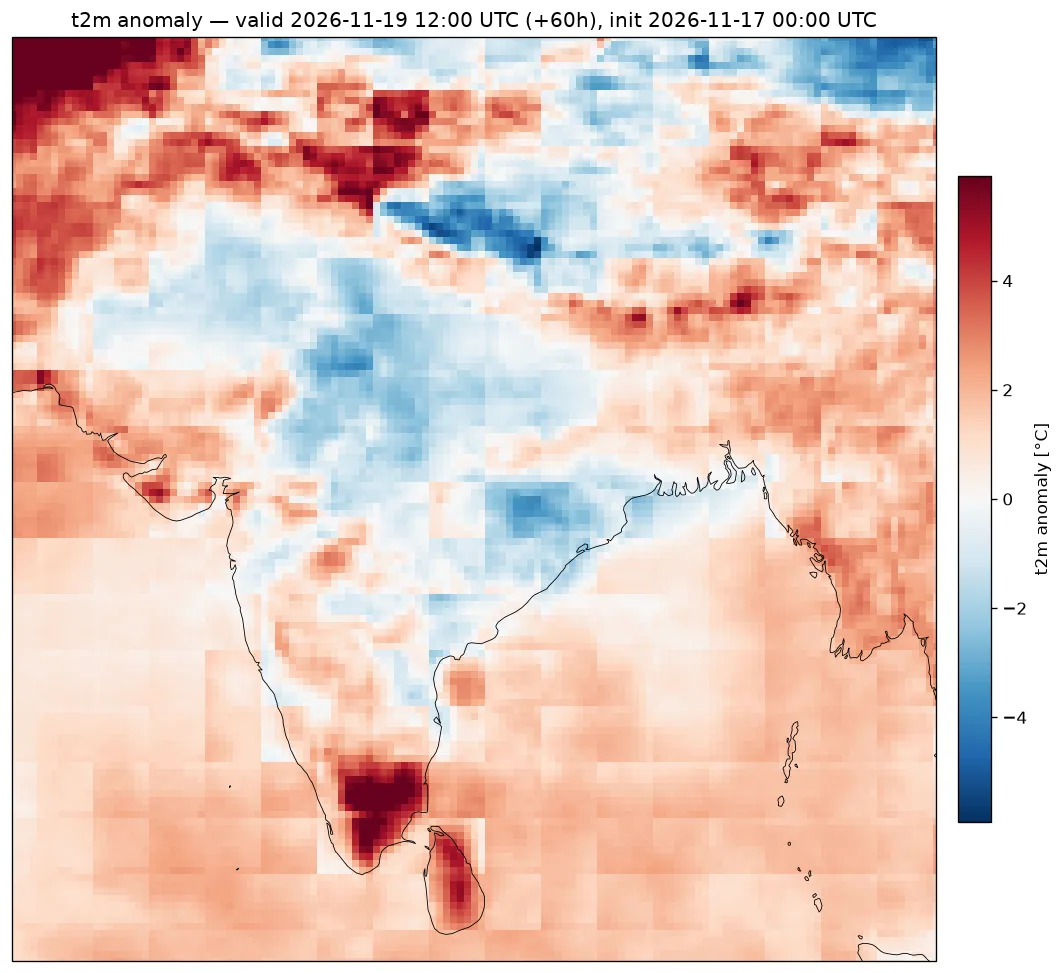 t2m anomaly — valid 2026-11-19 12:00 UTC (+60h), init 2026-11-17 00:00 UTC
4
2
0
−2
−4
t2m anomaly [°C]